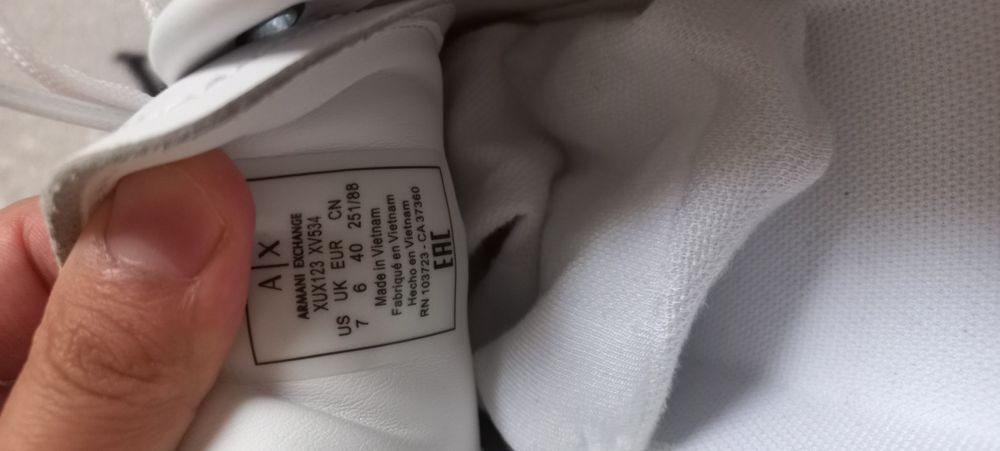 A|X
ARMANI EXCHANGE
XUX123 XV534
US UK EUR CN
7 6 40 251/88
Made in Vietnam
Fabriqué en Vietnam
Hecho en Vietnam
RN 103723 - CA 37360
EAC